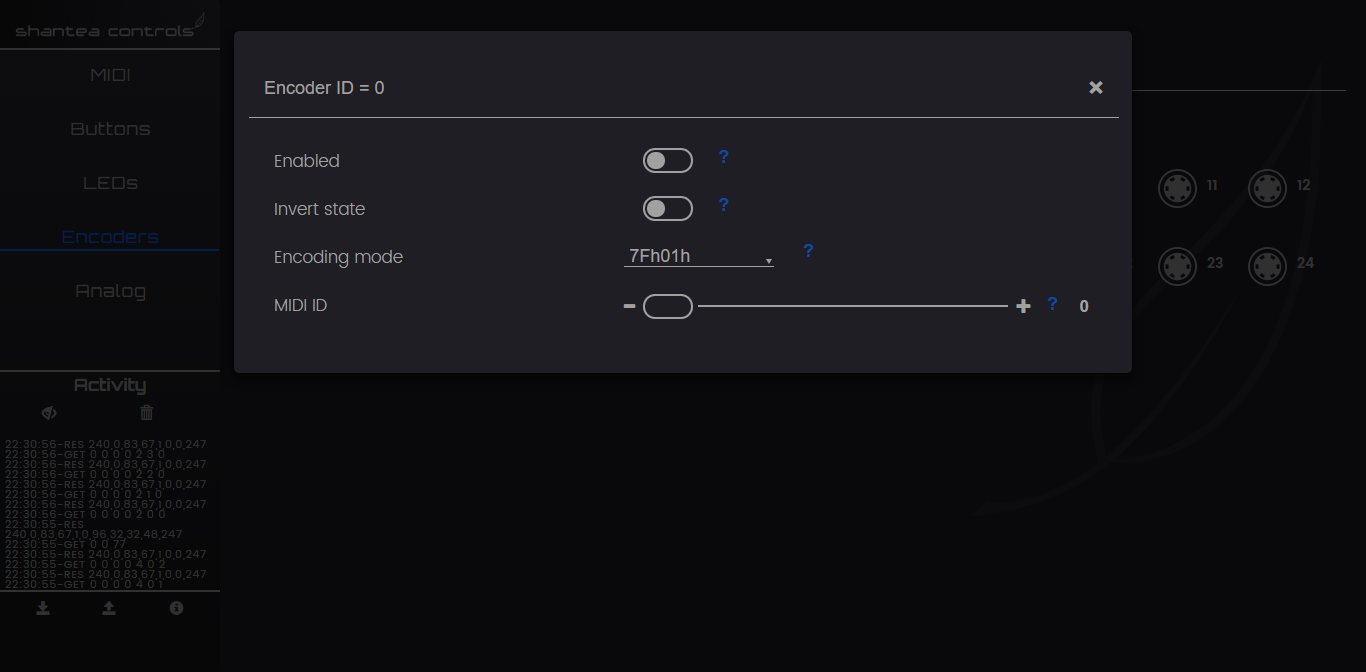 shantea controls
MIDI
Buttons
LEDs
Encoders
Analog
Activity
22:30:56-RES 240,0,83,67,1,0,0,247
22:30:56-GET 0 0 0 0 2 3 0
22:30:56-RES 240,0,83,67,1,0,0,247
22:30:56-GET 0 0 0 0 2 2 0
22:30:56-RES 240,0,83,67,1,0,0,247
22:30:56-GET 0 0 0 0 2 1 0
22:30:56-RES 240,0,83,67,1,0,0,247
22:30:56-GET 0 0 0 0 2 0 0
22:30:55-RES
240,0,83,67,1,0,96,32,32,48,247
22:30:55-GET 0 0 77
22:30:55-RES 240,0,83,67,1,0,0,247
22:30:55-GET 0 0 0 0 4 0 2
22:30:55-RES 240,0,83,67,1,0,0,247
22:30:55-GET 0 0 0 0 4 0 1
Encoder ID = 0
Enabled ?
Invert state ?
Encoding mode 7Fh01h ?
MIDI ID ? 0
11 12
23 24